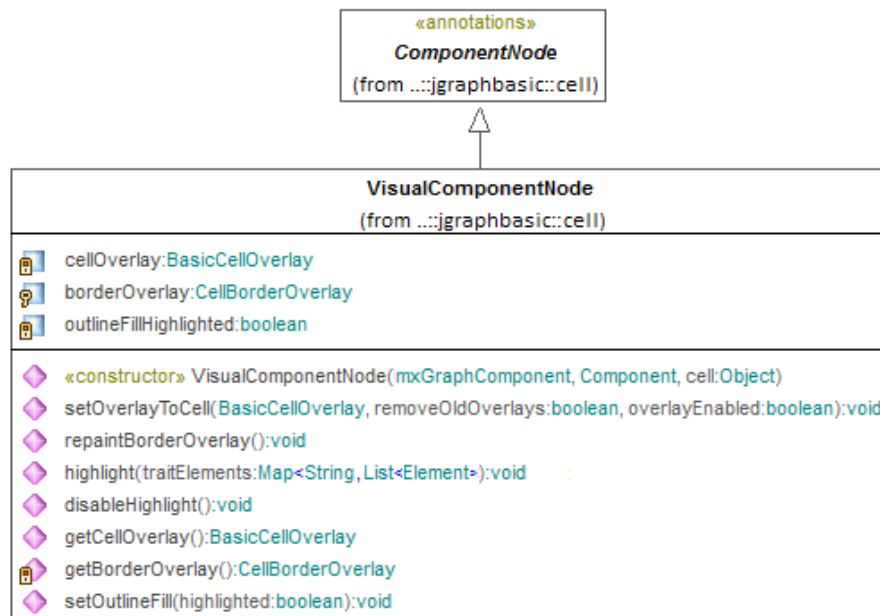 «annotations»
ComponentNode
(from ..::jgraphbasic::cell)
VisualComponentNode
(from ..::jgraphbasic::cell)
cellOverlay:BasicCellOverlay
borderOverlay:CellBorderOverlay
outlineFillHighlighted:boolean
«constructor» VisualComponentNode(mxGraphComponent, Component, cell:Object)
setOverlayToCell(BasicCellOverlay, removeOldOverlays:boolean, overlayEnabled:boolean):void
repaintBorderOverlay():void
highlight(traitElements:Map<String,List<Element>):void
disableHighlight():void
getCellOverlay():BasicCellOverlay
getBorderOverlay():CellBorderOverlay
setOutlineFill(highlighted:boolean):void